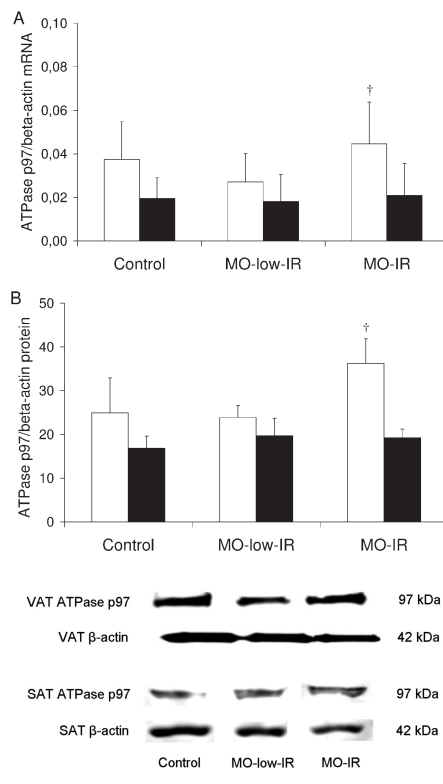 A
ATPase p97/beta-actin mRNA
0,10
0,08
0,06
0,04
0,02
0,00
†
Control MO-low-IR MO-IR
B
ATPase p97/beta-actin protein
50
40
30
20
10
0
†
Control MO-low-IR MO-IR
VAT ATPase p97 97 kDa
VAT β-actin 42 kDa
SAT ATPase p97 97 kDa
SAT β-actin 42 kDa
Control MO-low-IR MO-IR